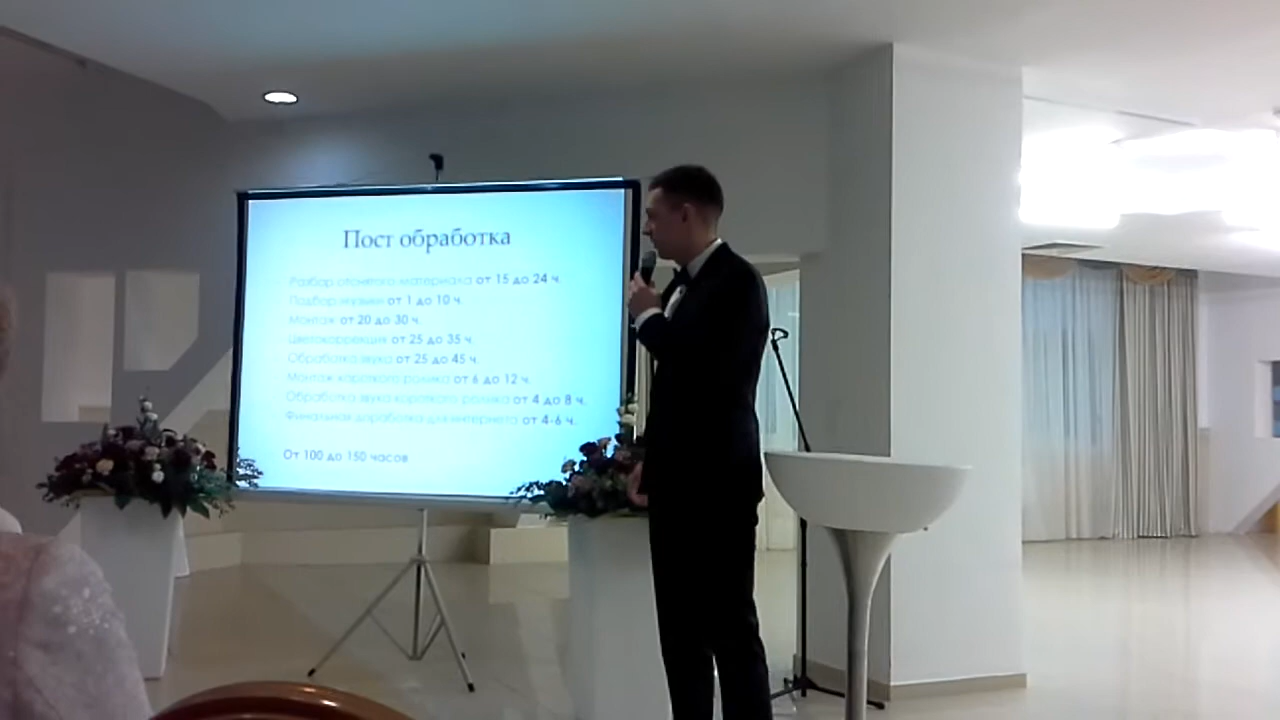 Пост обработка
Разбор отснятого материала от 15 до 24 ч.
Подбор музыки от 1 до 10 ч.
Монтаж от 20 до 30 ч.
Цветокоррекция от 25 до 35 ч.
Обработка звука от 25 до 45 ч.
Монтаж короткого ролика от 6 до 12 ч.
Обработка звука короткого ролика от 4 до 8 ч.
Финальная доработка для интернета от 4-6 ч.
От 100 до 150 часов